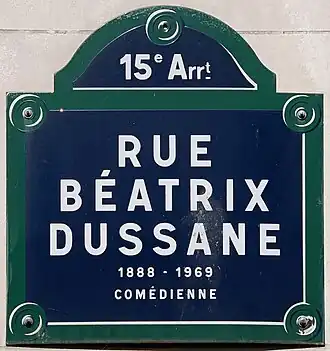 15e Arrt
RUE
BÉATRIX
DUSSANE
1888 - 1969
COMÉDIENNE